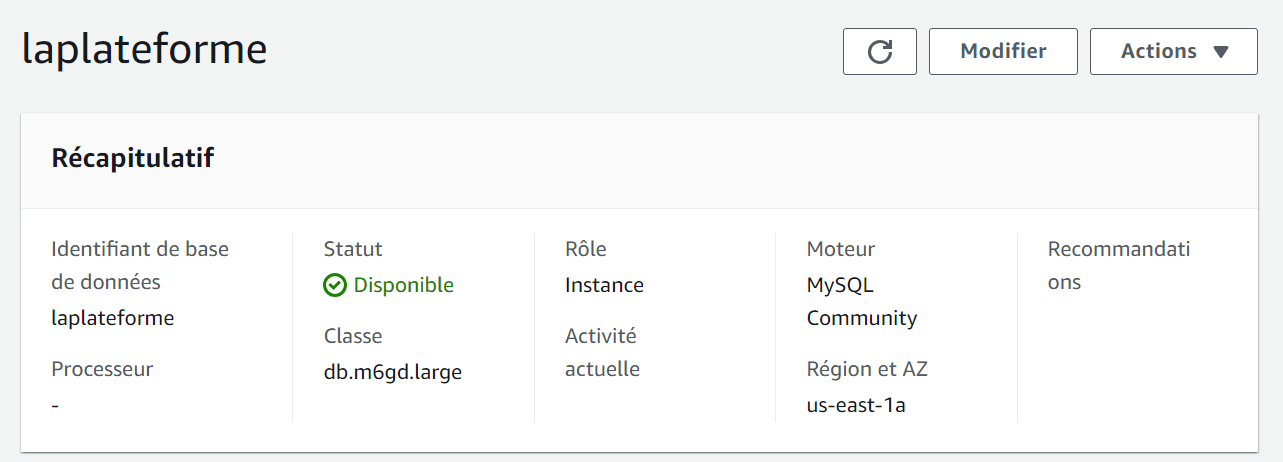 laplateforme
Modifier
Actions
Récapitulatif
Identifiant de base
de données
laplateforme
Processeur
-
Statut
Disponible
Classe
db.m6gd.large
Rôle
Instance
Activité
actuelle
Moteur
MySQL
Community
Région et AZ
us-east-1a
Recommandati
ons